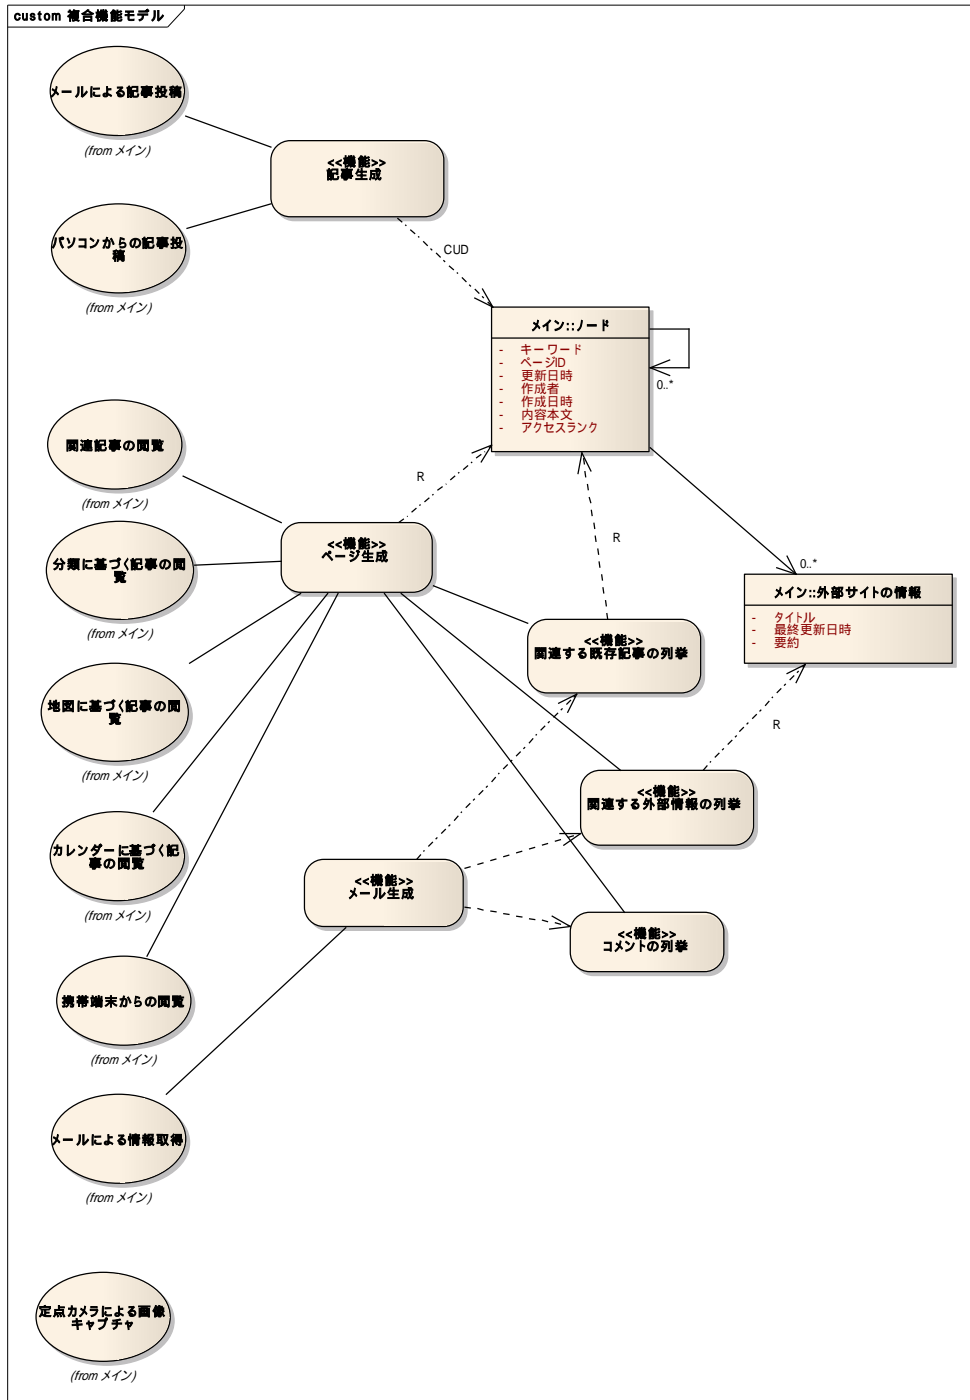 custom 複合機能モデル
メールによる記事投稿
(from メイン)
<<機能>>
記事生成
パソコンからの記事投
稿
(from メイン)
CUD
メイン::ノード
- キーワード
- ページID
- 更新日時
- 作成者
- 作成日時
- 内容本文
- アクセスランク
0..*
関連記事の閲覧
(from メイン)
R
<<機能>>
ページ生成
R
分類に基づく記事の閲
覧
(from メイン)
0..*
メイン::外部サイトの情報
- タイトル
- 最終更新日時
- 要約
<<機能>>
関連する既存記事の列挙
地図に基づく記事の閲
覧
(from メイン)
R
<<機能>>
関連する外部情報の列挙
カレンダーに基づく記
事の閲覧
(from メイン)
<<機能>>
メール生成
<<機能>>
コメントの列挙
携帯端末からの閲覧
(from メイン)
メールによる情報取得
(from メイン)
定点カメラによる画像
キャプチャ
(from メイン)